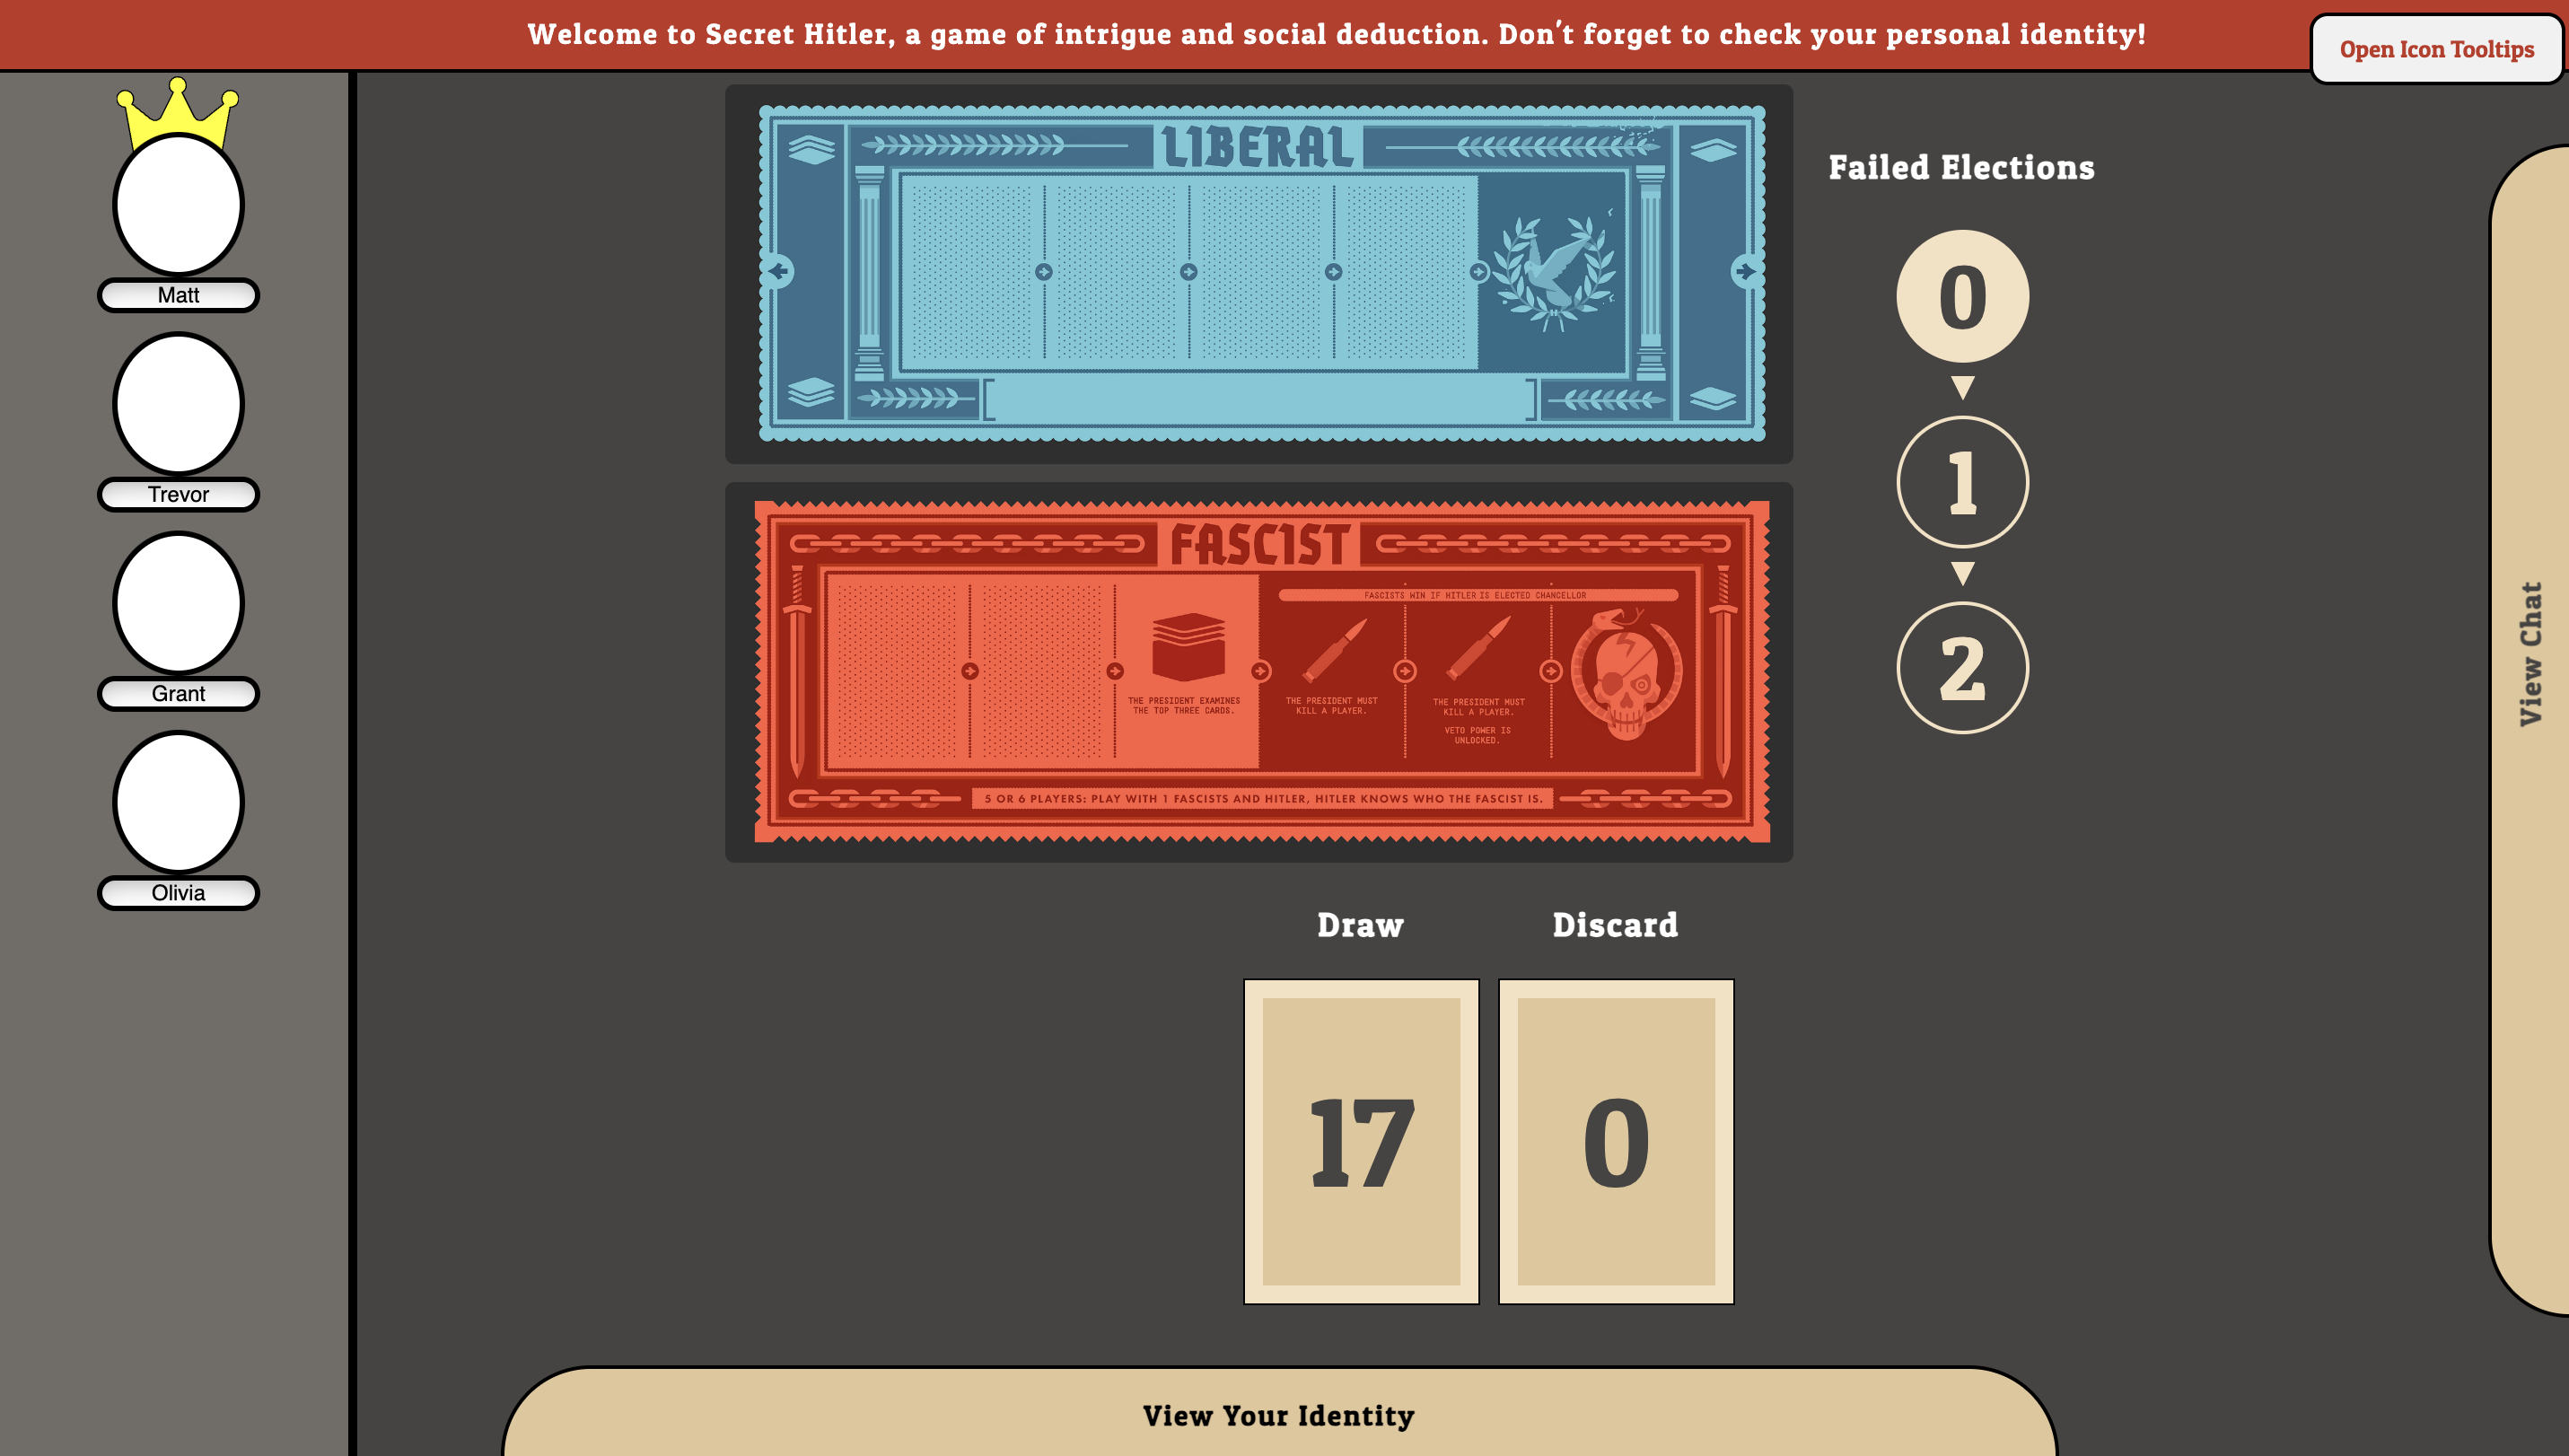 Welcome to Secret Hitler, a game of intrigue and social deduction. Don't forget to check your personal identity!
Open Icon Tooltips
Matt
Trevor
Grant
Olivia
LIBERAL
FASCIST
FASCISTS WIN IF HITLER IS ELECTED CHANCELLOR
THE PRESIDENT EXAMINES
THE TOP THREE CARDS.
THE PRESIDENT MUST
KILL A PLAYER.
THE PRESIDENT MUST
KILL A PLAYER.
VETO POWER IS
UNLOCKED.
5 OR 6 PLAYERS: PLAY WITH 1 FASCISTS AND HITLER, HITLER KNOWS WHO THE FASCIST IS.
Failed Elections
0
1
2
Draw
Discard
17
0
View Chat
View Your Identity